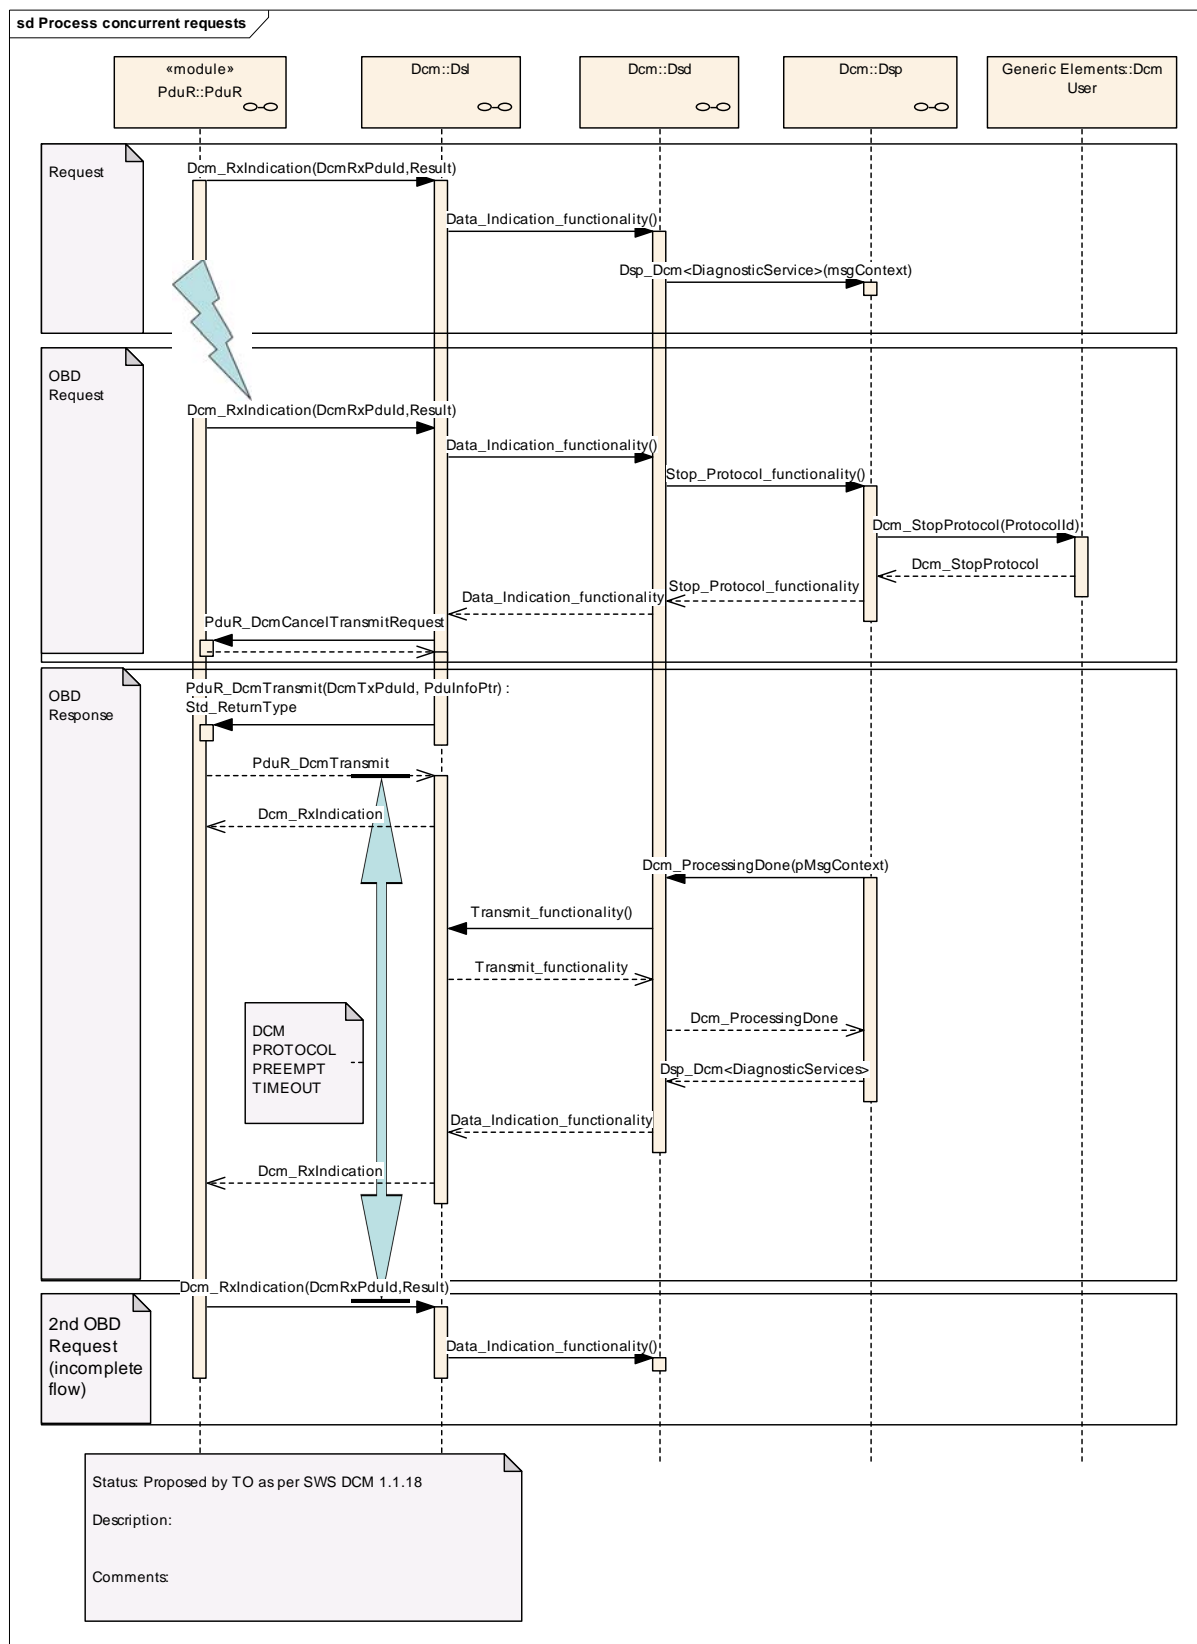 sd Process concurrent requests
«module»
PduR::PduR
Dcm::Dsl
Dcm::Dsd
Dcm::Dsp
Generic Elements::Dcm
User
Request
Dcm_RxIndication(DcmRxPduId,Result)
Data_Indication_functionality()
Dsp_Dcm<DiagnosticService>(msgContext)
OBD
Request
Dcm_RxIndication(DcmRxPduId,Result)
Data_Indication_functionality()
Stop_Protocol_functionality()
Dcm_StopProtocol(ProtocolId)
Dcm_StopProtocol
Stop_Protocol_functionality
Data_Indication_functionality
PduR_DcmCancelTransmitRequest
OBD
Response
PduR_DcmTransmit(DcmTxPduId, PduInfoPtr) :
Std_ReturnType
PduR_DcmTransmit
Dcm_RxIndication
Dcm_ProcessingDone(pMsgContext)
Transmit_functionality()
Transmit_functionality
DCM
PROTOCOL
PREEMPT
TIMEOUT
Dcm_ProcessingDone
Dsp_Dcm<DiagnosticServices>
Data_Indication_functionality
Dcm_RxIndication
Dcm_RxIndication(DcmRxPduId,Result)
2nd OBD
Request
(incomplete
flow)
Data_Indication_functionality()
Status: Proposed by TO as per SWS DCM 1.1.18
Description:
Comments: